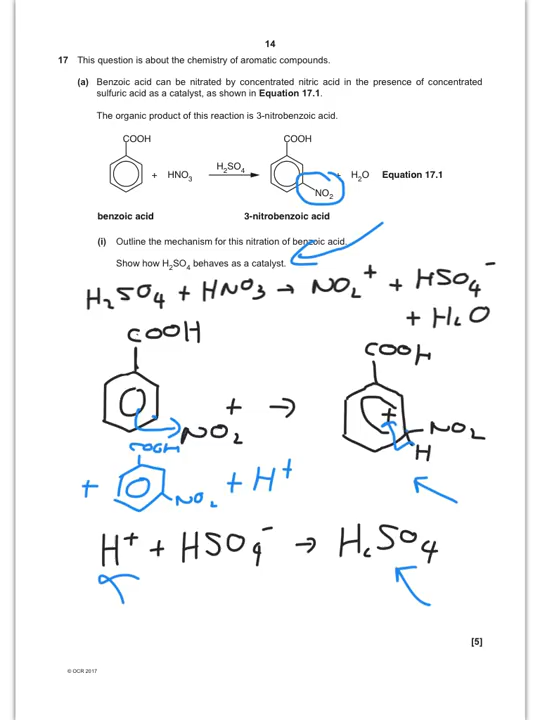 14
17 This question is about the chemistry of aromatic compounds.
(a) Benzoic acid can be nitrated by concentrated nitric acid in the presence of concentrated
sulfuric acid as a catalyst, as shown in Equation 17.1.
The organic product of this reaction is 3-nitrobenzoic acid.
COOH COOH
+ HNO3 H2SO4 + H2O Equation 17.1
NO2
benzoic acid 3-nitrobenzoic acid
(i) Outline the mechanism for this nitration of benzoic acid.
Show how H2SO4 behaves as a catalyst.
H2SO4 + HNO3 → NO2+ + HSO4-
+ H2O
COOH COOH
NO2 + → + NO2
H
COOH
+ NO2 + H+
H+ + HSO4- → H2SO4
[5]
© OCR 2017